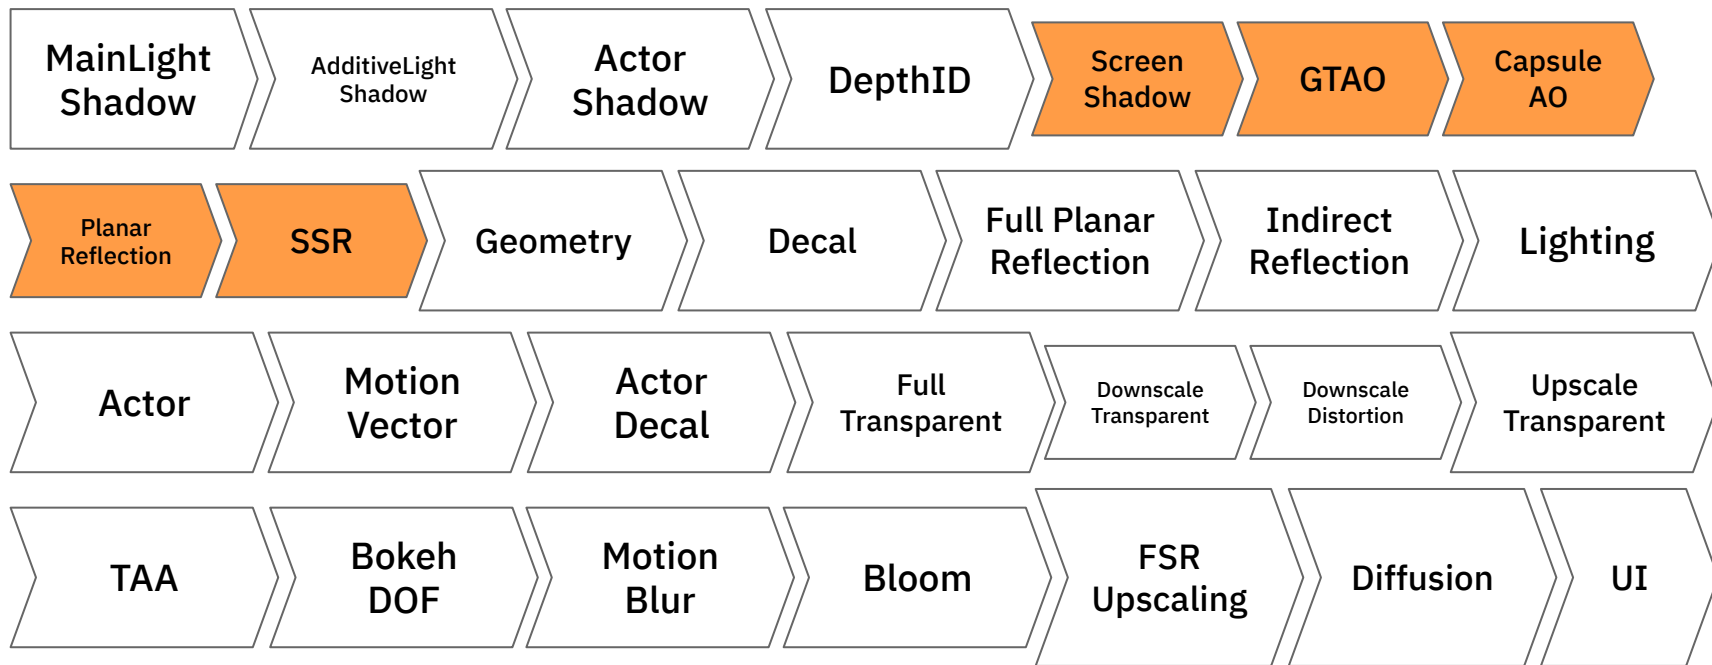 MainLight
Shadow
AdditiveLight
Shadow
Actor
Shadow
DepthID
Screen
Shadow
GTAO
Capsule
AO
Planar
Reflection
SSR
Geometry
Decal
Full Planar
Reflection
Indirect
Reflection
Lighting
Actor
Motion
Vector
Actor
Decal
Full
Transparent
Downscale
Transparent
Downscale
Distortion
Upscale
Transparent
TAA
Bokeh
DOF
Motion
Blur
Bloom
FSR
Upscaling
Diffusion
UI